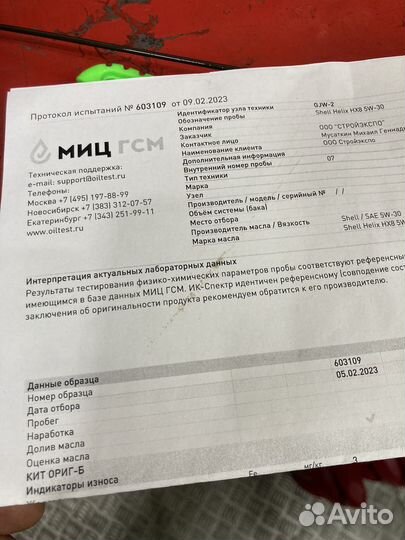 Протокол испытаний № 603109 от 09.02.2023
МИЦ ГСМ
Техническая поддержка:
e-mail: support@oiltest.ru
Телефоны:
Москва +7 (495) 197-88-99
Новосибирск +7 (383) 312-07-57
Екатеринбург +7 (343) 251-99-11
www.oiltest.ru
Идентификатор узла техники OJW-2
Обозначение пробы Shell Helix HX8 5W-30
Компания
Заказчик ООО "СТРОЙЭКСПО"
Контактное лицо Мусаткин Михаил Геннадь
Наименование клиента ООО Стройэкспо
Дополнительная информация
Внутренний номер пробы 07
Тип техники
Марка
Узел
Производитель / модель / серийный № / /
Объём системы (бака)
Место отбора
Производитель масла / Вязкость Shell / SAE 5W-30
Марка масла Shell Helix HX8 5W
Интерпретация актуальных лабораторных данных
Результаты тестирования физико-химических параметров пробы соответствуют референсны
имеющимся в базе данных МИЦ ГСМ. ИК-Спектр идентичен референсному (совпадение сост
заключения об оригинальности продукта рекомендуем обратится к его производителю.
Данные образца
Номер образца 603109
Дата отбора 05.02.2023
Пробег
Наработка
Долив масла
Оценка масла
КИТ ОРИГ-Б
Индикаторы износа мг/кг
Fe 3
Avito